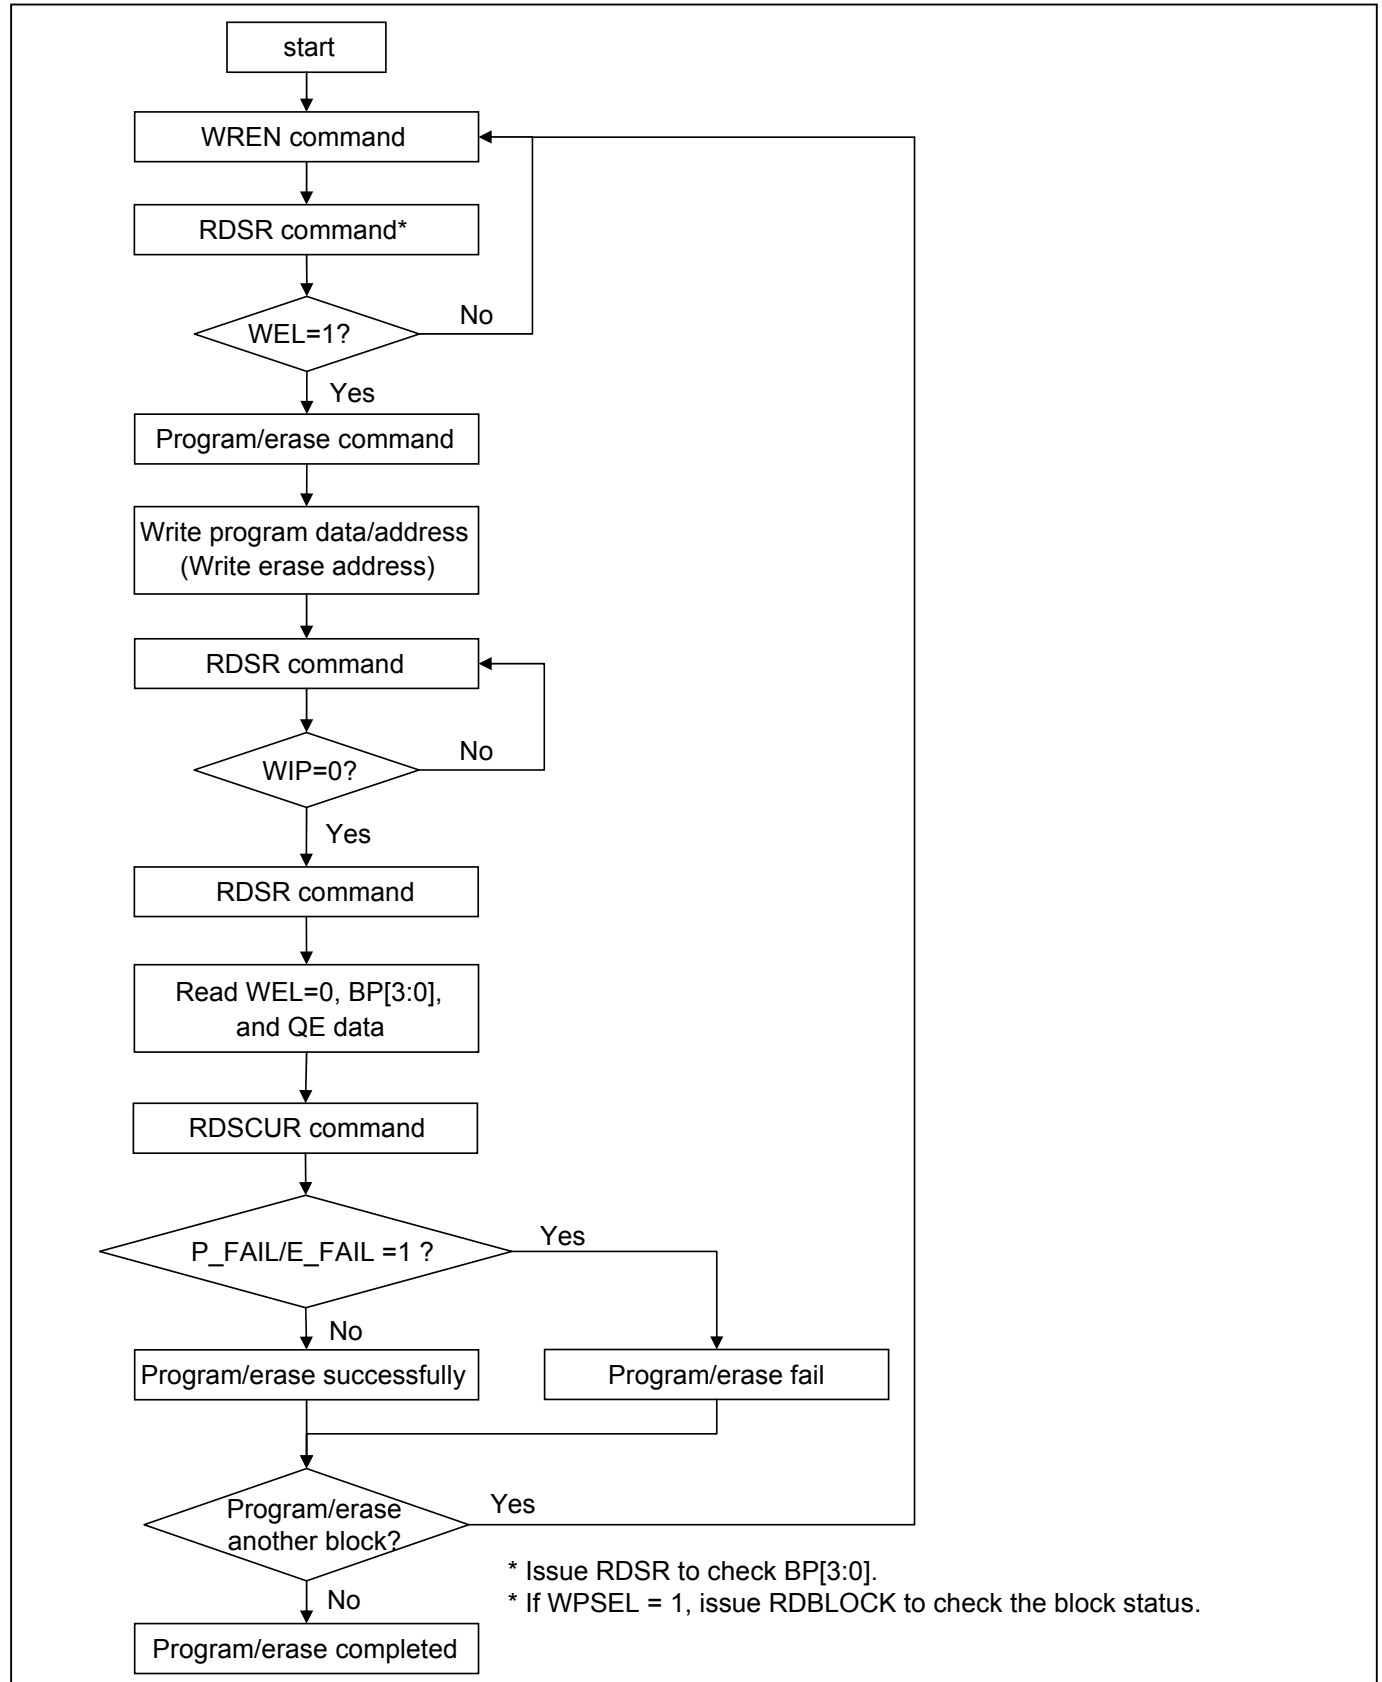 start
WREN command
RDSR command*
WEL=1?
No
Yes
Program/erase command
Write program data/address
(Write erase address)
RDSR command
WIP=0?
No
Yes
RDSR command
Read WEL=0, BP[3:0],
and QE data
RDSCUR command
P_FAIL/E_FAIL =1 ?
Yes
No
Program/erase successfully
Program/erase fail
Program/erase
another block?
Yes
* Issue RDSR to check BP[3:0].
* If WPSEL = 1, issue RDBLOCK to check the block status.
No
Program/erase completed